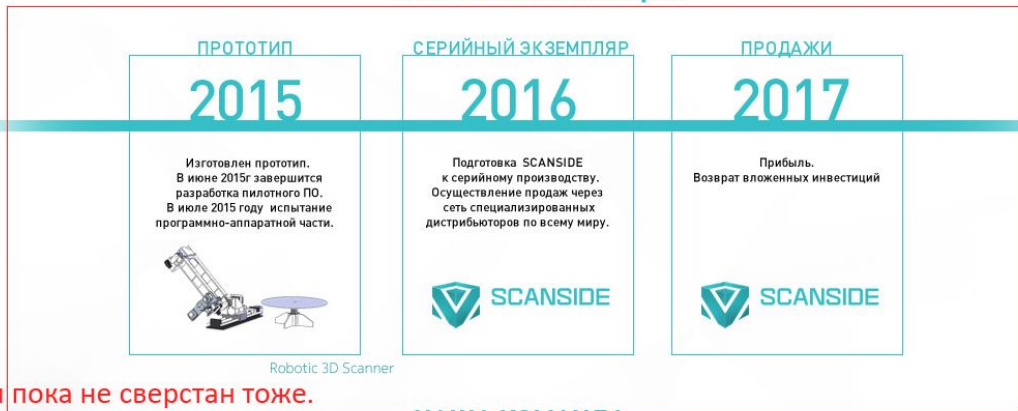 ПРОТОТИП
2015
Изготовлен прототип.
В июне 2015г завершится
разработка пилотного ПО.
В июле 2015 году испытание
программно-аппаратной части.
Robotic 3D Scanner
СЕРИЙНЫЙ ЭКЗЕМПЛЯР
2016
Подготовка SCANSIDE
к серийному производству.
Осуществление продаж через
сеть специализированных
дистрибьюторов по всему миру.
SCANSIDE
ПРОДАЖИ
2017
Прибыль.
Возврат вложенных инвестиций
SCANSIDE
пока не сверстан тоже.